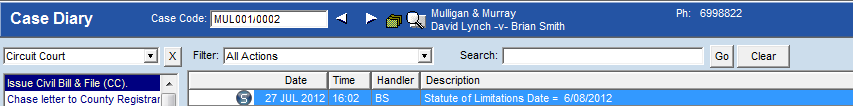 Case Diary Case Code: MUL001/0002 Mulligan & Murray Ph: 6998822
David Lynch -v- Brian Smith
Circuit Court X Filter: All Actions Search: Go Clear
Issue Civil Bill & File (CC). Date Time Handler Description
Chase letter to County Registrar 27 JUL 2012 16:02 BS Statute of Limitations Date = 6/08/2012